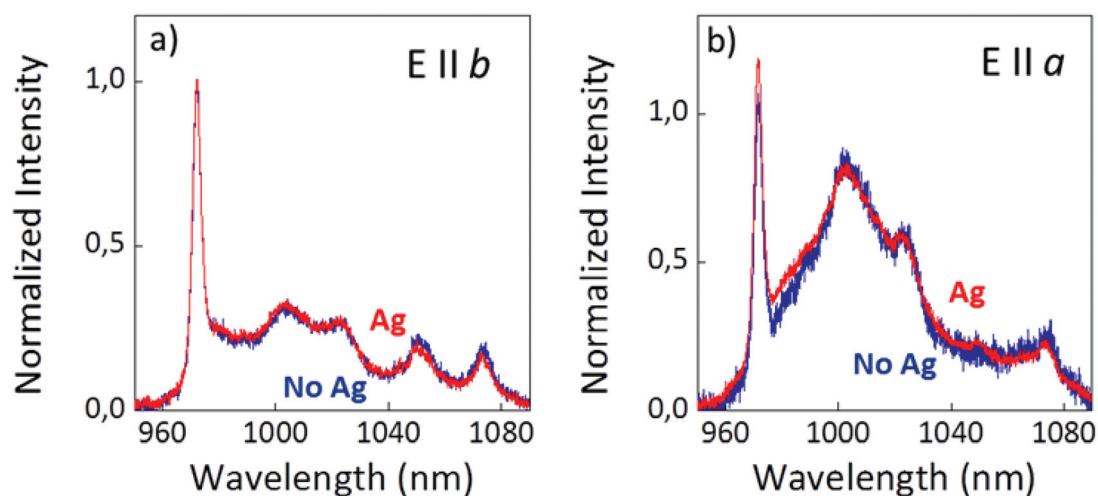 a)
E II b
Normalized Intensity
1,0
0,5
0,0
Ag
No Ag
960
1000
1040
1080
Wavelength (nm)
b)
E II a
Normalized Intensity
1,0
0,5
0
Ag
No Ag
960
1000
1040
1080
Wavelength (nm)